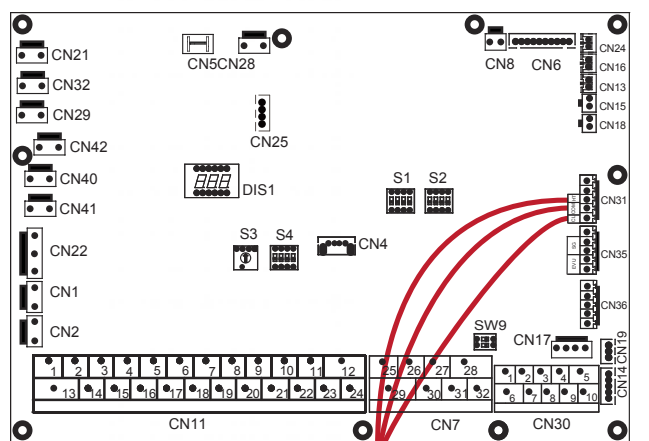 CN21
CN5CN28
CN8
CN6
CN24
CN16
CN32
CN13
CN29
CN15
CN25
CN18
CN42
CN40
DIS1
S1
S2
CN31
CN41
S3
S4
CN4
CN22
SG
EVU
CN35
CN1
CN36
CN2
SW9
CN17
CN19
1 2 3 4 5 6 7 8 9 10 11 12
25 26 27 28
1 2 3 4 5
CN14
13 14 15 16 17 18 19 20 21 22 23 24
29 30 31 32
6 7 8 9 10
CN11
CN7
CN30